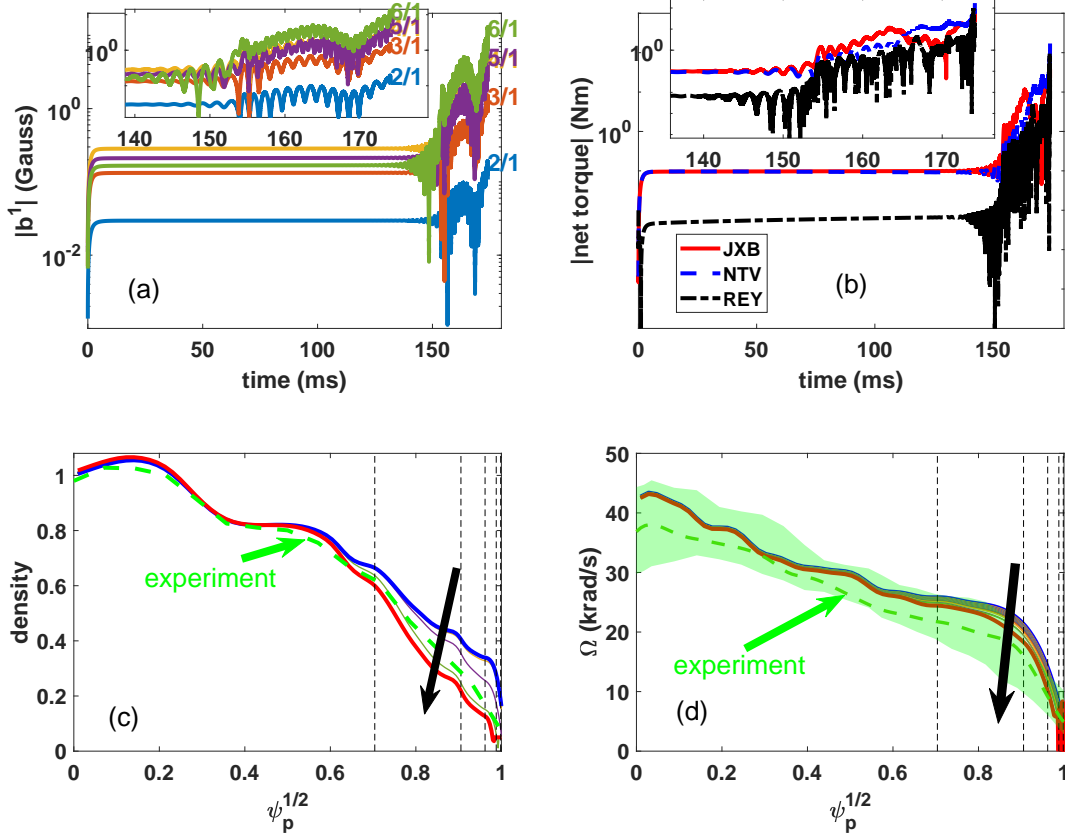 10^0
140 150 160 170
6/1
5/1
3/1
2/1
10^0
10^-2
|b^1| (Gauss)
6/1
5/1
3/1
2/1
(a)
0 50 100 150
time (ms)
10^0
140 150 160 170
10^0
|net torque| (Nm)
JXB
NTV
REY
(b)
0 50 100 150
time (ms)
1
0.8
0.6
0.4
0.2
0
density
experiment
(c)
0 0.2 0.4 0.6 0.8 1
ψ_p^1/2
50
40
30
20
10
0
Ω (krad/s)
experiment
(d)
0 0.2 0.4 0.6 0.8 1
ψ_p^1/2